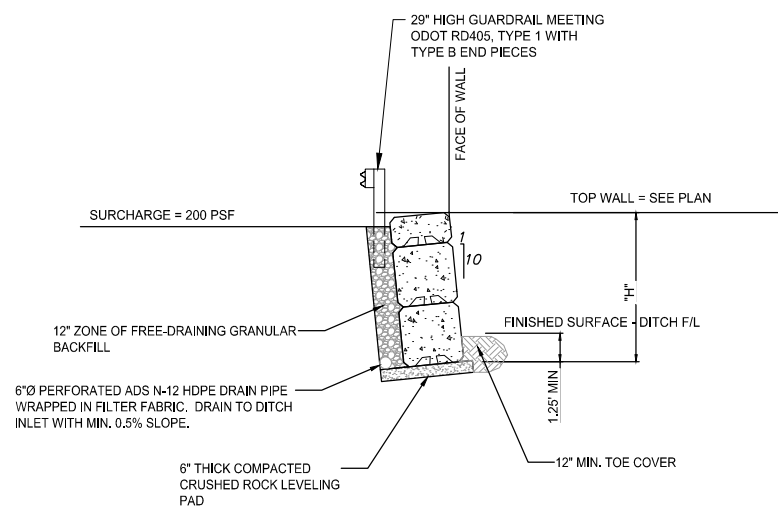 29" HIGH GUARDRAIL MEETING
ODOT RD405, TYPE 1 WITH
TYPE B END PIECES
FACE OF WALL
TOP WALL = SEE PLAN
SURCHARGE = 200 PSF
1
10
"H"
FINISHED SURFACE - DITCH F/L
12" ZONE OF FREE-DRAINING GRANULAR
BACKFILL
1.25' MIN
6"Ø PERFORATED ADS N-12 HDPE DRAIN PIPE
WRAPPED IN FILTER FABRIC. DRAIN TO DITCH
INLET WITH MIN. 0.5% SLOPE.
12" MIN. TOE COVER
6" THICK COMPACTED
CRUSHED ROCK LEVELING
PAD